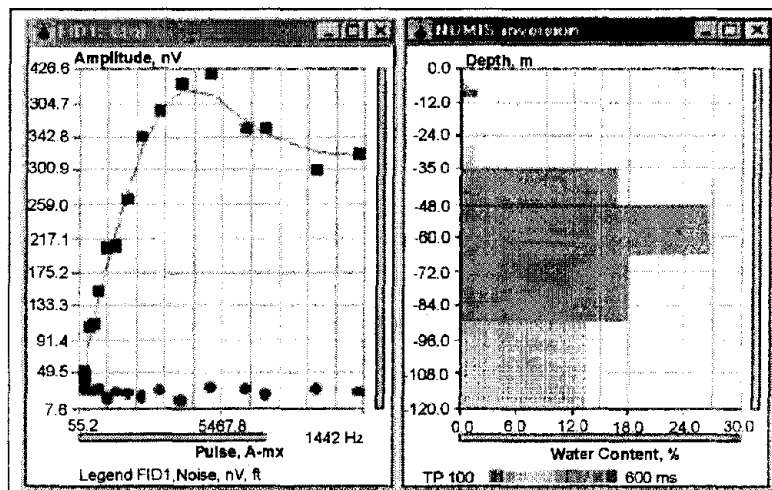 NUMIS inversion
Amplitude, nV
426.6
304.7
342.8
300.9
259.0
217.1
175.2
133.3
91.4
49.5
7.6
55.2 5467.8
Pulse, A-mx 1442 Hz
Legend FID1,Noise, nV, ft
Depth, m
0.0
-12.0
-24.0
-35.0
-48.0
-60.0
-72.0
-84.0
-96.0
-108.0
-120.0
0.0 6.0 12.0 18.0 24.0 30.0
Water Content, %
TP 100 600 ms